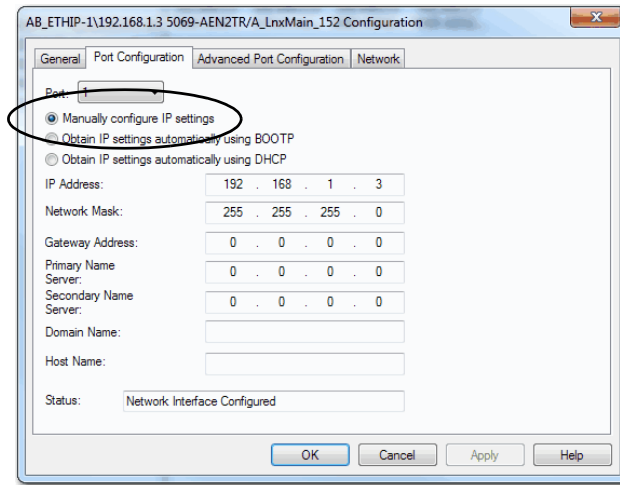 AB_ETHIP-1\192.168.1.3 5069-AEN2TR/A_LnxMain_152 Configuration
General Port Configuration Advanced Port Configuration Network
Port: 1
Manually configure IP settings
Obtain IP settings automatically using BOOTP
Obtain IP settings automatically using DHCP
IP Address: 192 . 168 . 1 . 3
Network Mask: 255 . 255 . 255 . 0
Gateway Address: 0 . 0 . 0 . 0
Primary Name
Server: 0 . 0 . 0 . 0
Secondary Name
Server: 0 . 0 . 0 . 0
Domain Name:
Host Name:
Status: Network Interface Configured
OK Cancel Apply Help